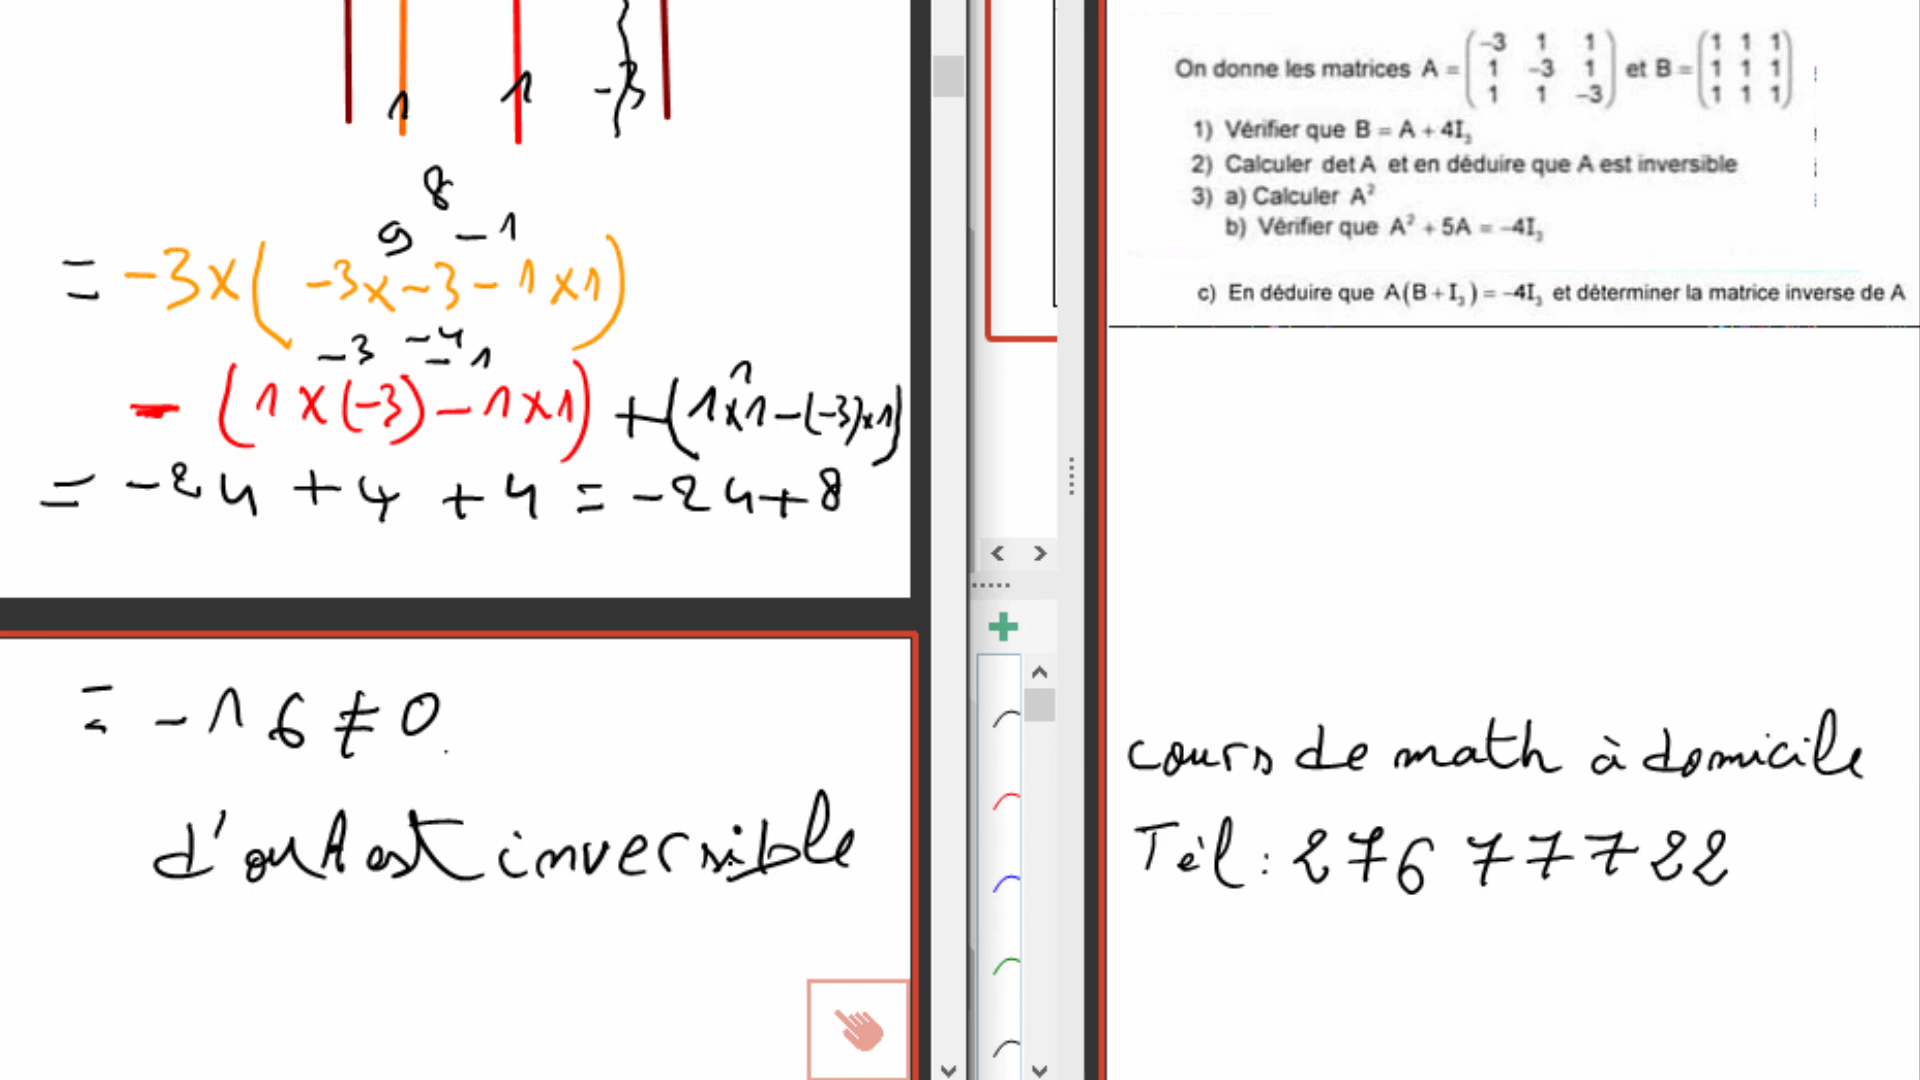 1 1 -3
8
9 -1
= -3x( -3x-3-1x1)
-3 -4 -1
- (1x(-3)-1x1) +(1x1-(-3)x1)
1
= -24 +4 +4 = -24+8
= -16 ≠ 0
d'où A est inversible
On donne les matrices A = (-3 1 1 1 -3 1 1 1 -3) et B = (1 1 1 1 1 1 1 1 1)
1) Vérifier que B = A + 4I₃
2) Calculer det A et en déduire que A est inversible
3) a) Calculer A²
b) Vérifier que A² + 5A = -4I₃
c) En déduire que A(B+I₃) = -4I₃ et déterminer la matrice inverse de A
cours de math à domicile
Tél : 276 77722